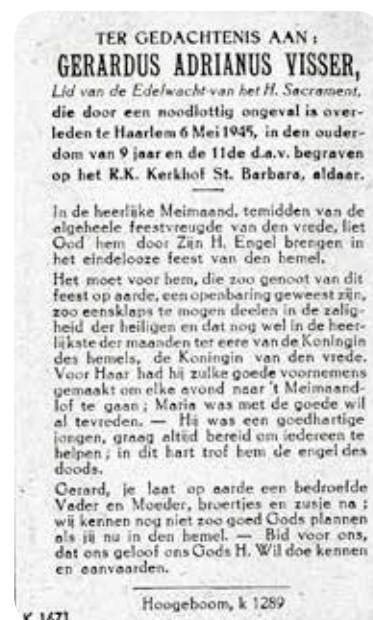 TER GEDACHTENIS AAN :
GERARDUS ADRIANUS VISSER,
Lid van de Edelwacht van het H. Sacrament,
die door een noodlottig ongeval is over-
leden te Haarlem 6 Mei 1945, in den ouder-
dom van 9 jaar en de 11de d.a.v. begraven
op het R.K. Kerkhof St. Barbara, aldaar.
In de heerlijke Meimaand, temidden van de
algeheele feestvreugde van den vrede, liet
God hem door Zijn H. Engel brengen in
het eindelooze feest van den hemel.
Het moet voor hem, die zoo genoot van dit
feest op aarde, een openbaring geweest zijn,
zoo eensklaps te mogen deelen in de zalig-
heid der heiligen en dat nog wel in de heer-
lijkste der maanden ter eere van de Koningin
des hemels, de Koningin van den vrede.
Voor Haar had hij zulke goede voornemens
gemaakt om elke avond naar 't Meimaand-
lof te gaan ; Maria was met de goede wil
al tevreden. — Hij was een goedhartige
jongen, graag altijd bereid om iedereen te
helpen ; in dit hart trof hem de engel des
doods.
Gerard, je laat op aarde een bedroefde
Vader en Moeder, broertjes en zusje na ;
wij kennen nog niet zoo goed Gods plannen
als jij nu in den hemel. — Bid voor ons,
dat ons geloof ons Gods H. Wil doe kennen
en aanvaarden.
Hoogeboom, k 1289
K 1671